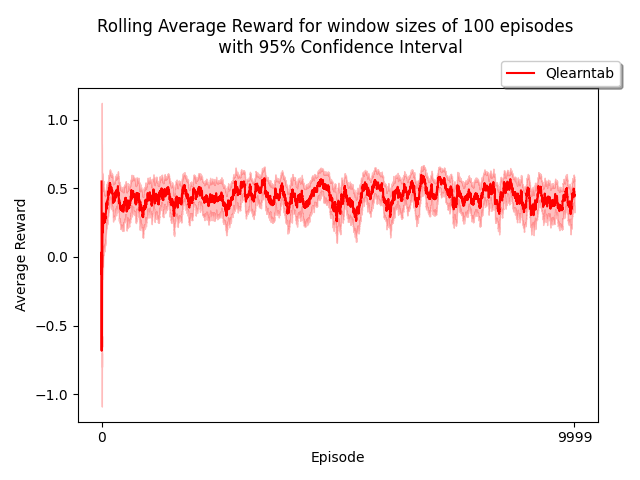 Rolling Average Reward for window sizes of 100 episodes
with 95% Confidence Interval
Qlearntab
1.0
0.5
0.0
−0.5
−1.0
Average Reward
0
9999
Episode